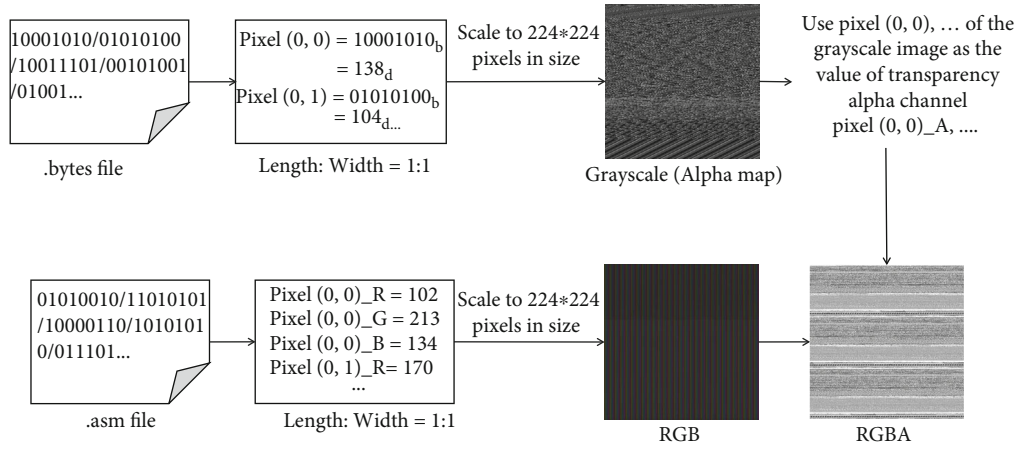 10001010/01010100
/10011101/00101001
/01001...
.bytes file
Pixel (0, 0) = 10001010b
= 138d
Pixel (0, 1) = 01010100b
= 104d...
Length: Width = 1:1
Scale to 224*224
pixels in size
Grayscale (Alpha map)
Use pixel (0, 0), … of the
grayscale image as the
value of transparency
alpha channel
pixel (0, 0)_A, ....
01010010/11010101
/10000110/1010101
0/011101...
.asm file
Pixel (0, 0)_R = 102
Pixel (0, 0)_G = 213
Pixel (0, 0)_B = 134
Pixel (0, 1)_R= 170
...
Length: Width = 1:1
Scale to 224*224
pixels in size
RGB
RGBA